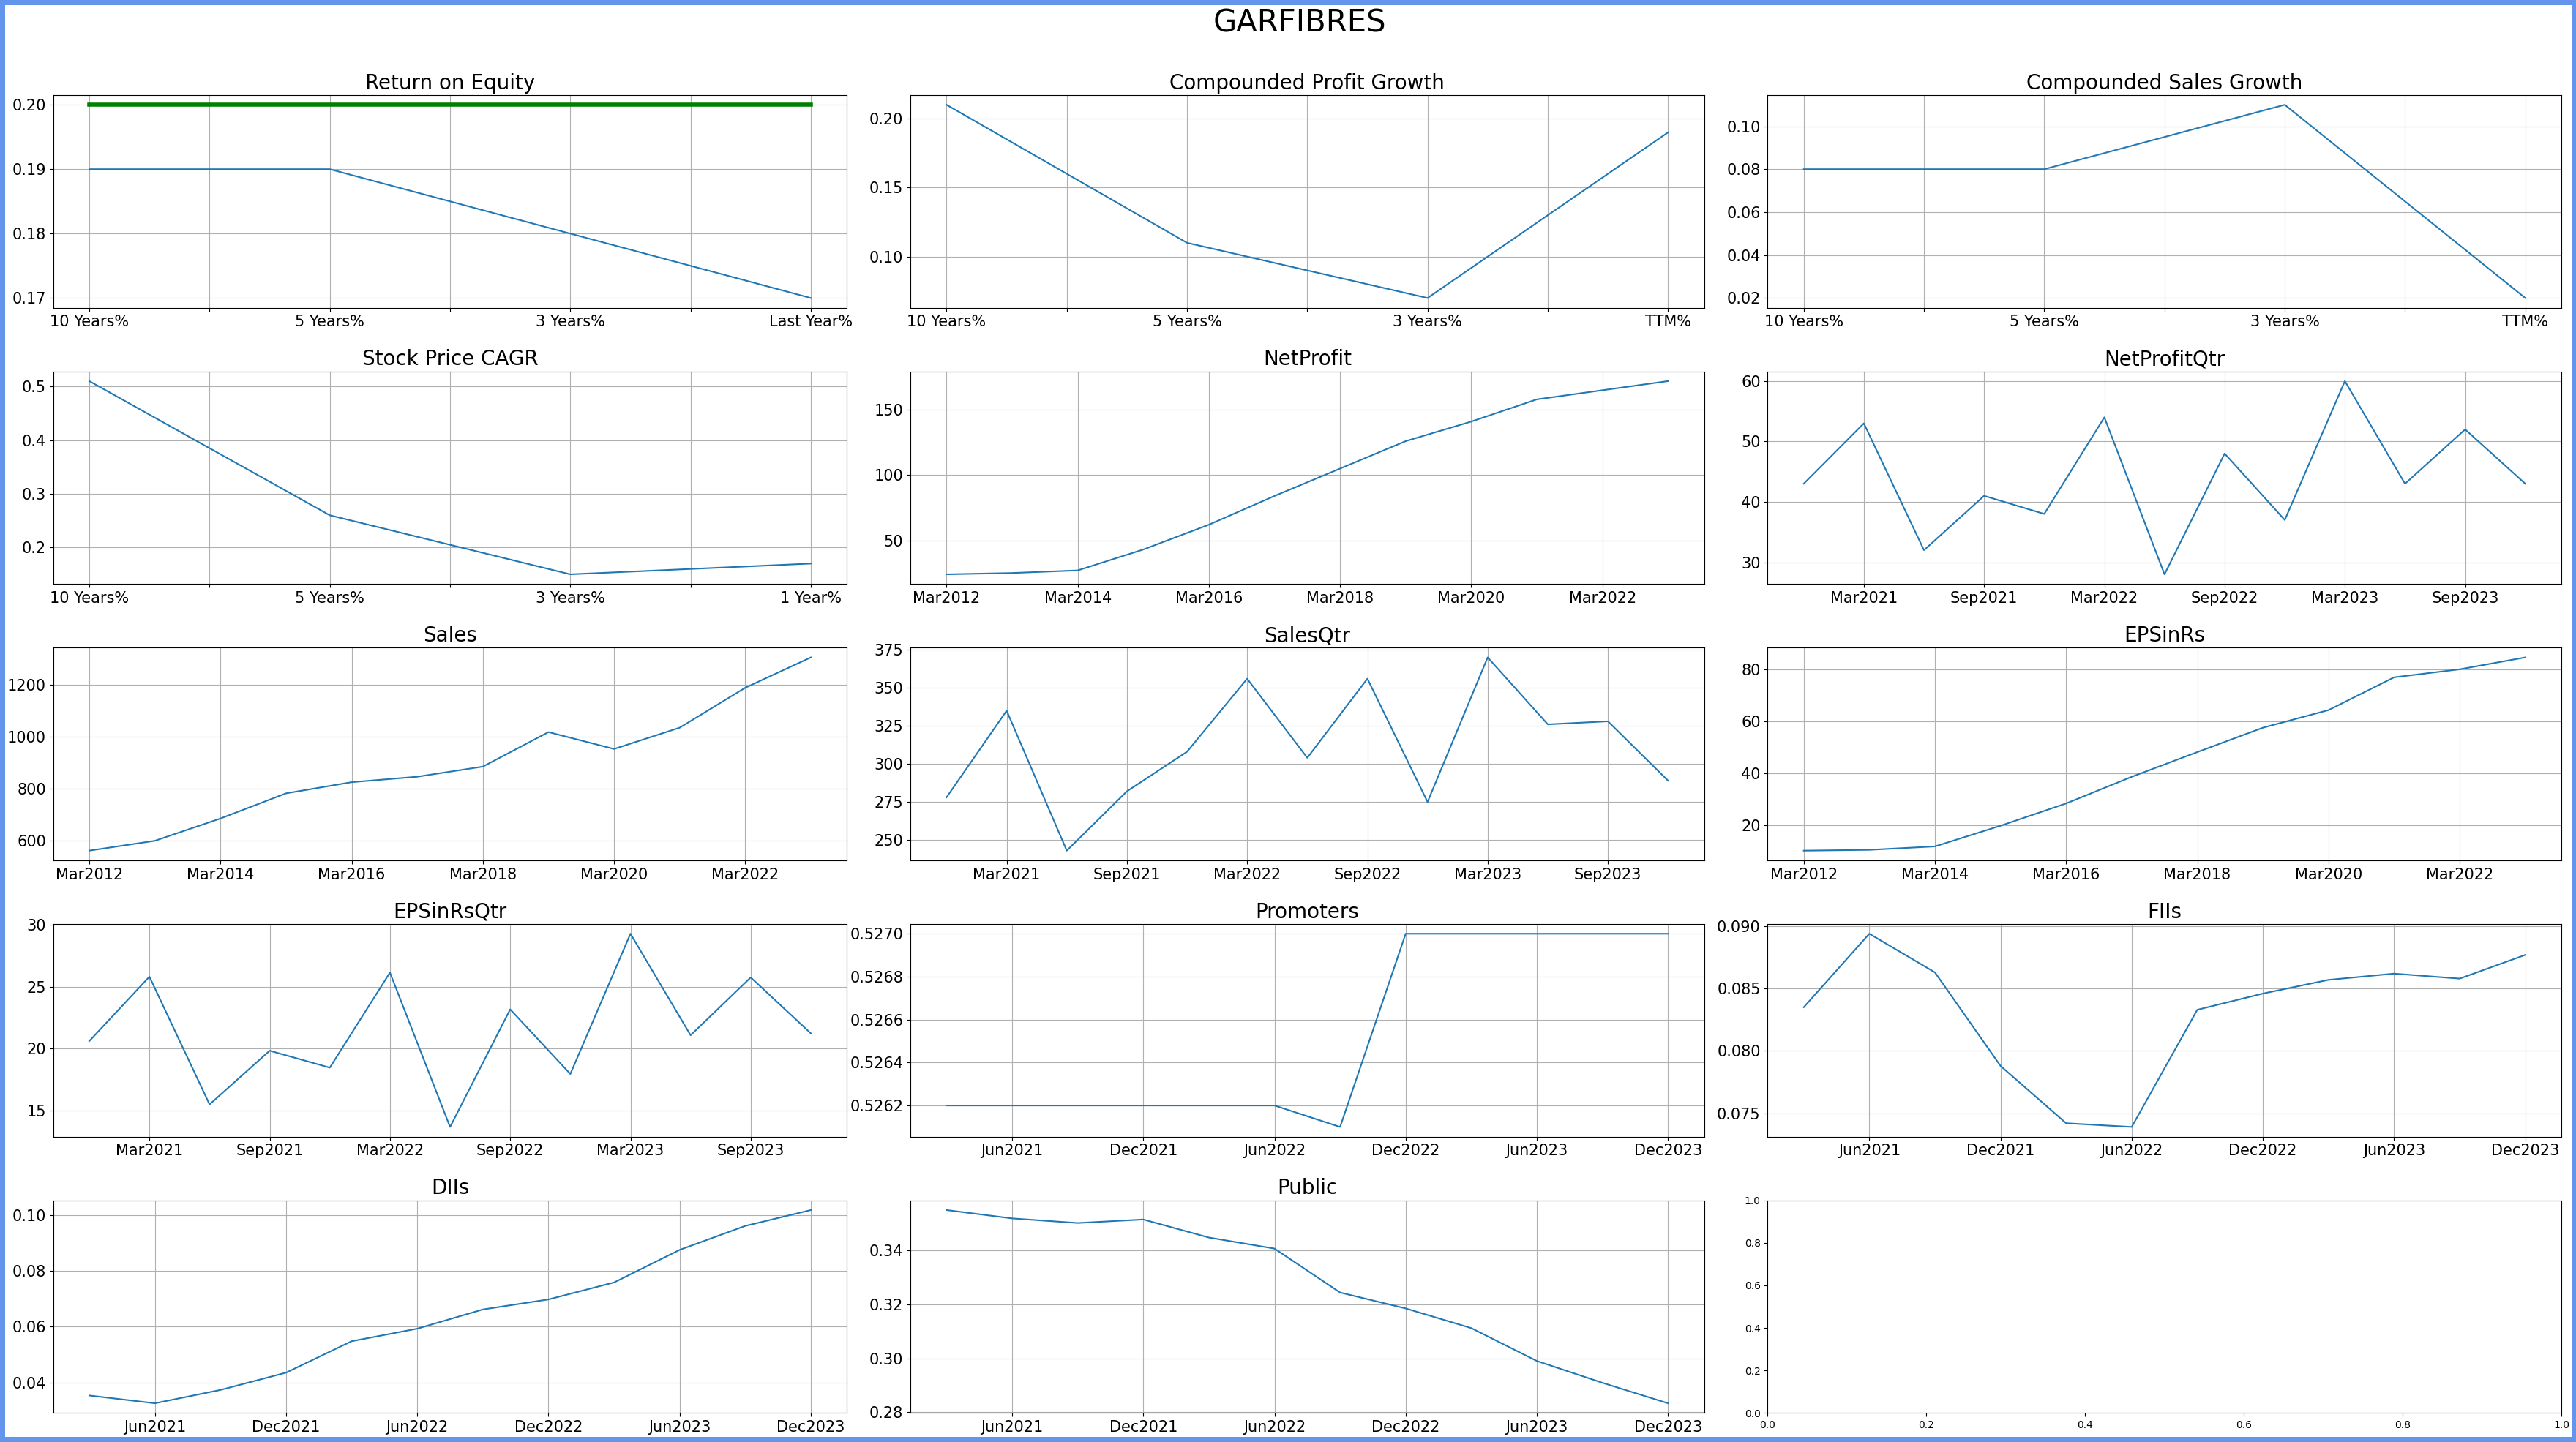 GARFIBRES
Return on Equity
0.20
0.19
0.18
0.17
10 Years% 5 Years% 3 Years% Last Year%
Compounded Profit Growth
0.20
0.15
0.10
10 Years% 5 Years% 3 Years% TTM%
Compounded Sales Growth
0.10
0.08
0.06
0.04
0.02
10 Years% 5 Years% 3 Years% TTM%
Stock Price CAGR
0.5
0.4
0.3
0.2
10 Years% 5 Years% 3 Years% 1 Year%
NetProfit
150
100
50
Mar2012 Mar2014 Mar2016 Mar2018 Mar2020 Mar2022
NetProfitQtr
60
50
40
30
Mar2021 Sep2021 Mar2022 Sep2022 Mar2023 Sep2023
Sales
1200
1000
800
600
Mar2012 Mar2014 Mar2016 Mar2018 Mar2020 Mar2022
SalesQtr
375
350
325
300
275
250
Mar2021 Sep2021 Mar2022 Sep2022 Mar2023 Sep2023
EPSinRs
80
60
40
20
Mar2012 Mar2014 Mar2016 Mar2018 Mar2020 Mar2022
EPSinRsQtr
30
25
20
15
Mar2021 Sep2021 Mar2022 Sep2022 Mar2023 Sep2023
Promoters
0.5270
0.5268
0.5266
0.5264
0.5262
Jun2021 Dec2021 Jun2022 Dec2022 Jun2023 Dec2023
FIIs
0.090
0.085
0.080
0.075
Jun2021 Dec2021 Jun2022 Dec2022 Jun2023 Dec2023
DIIs
0.10
0.08
0.06
0.04
Jun2021 Dec2021 Jun2022 Dec2022 Jun2023 Dec2023
Public
0.34
0.32
0.30
0.28
Jun2021 Dec2021 Jun2022 Dec2022 Jun2023 Dec2023
1.0
0.8
0.6
0.4
0.2
0.0
0.0 0.2 0.4 0.6 0.8 1.0